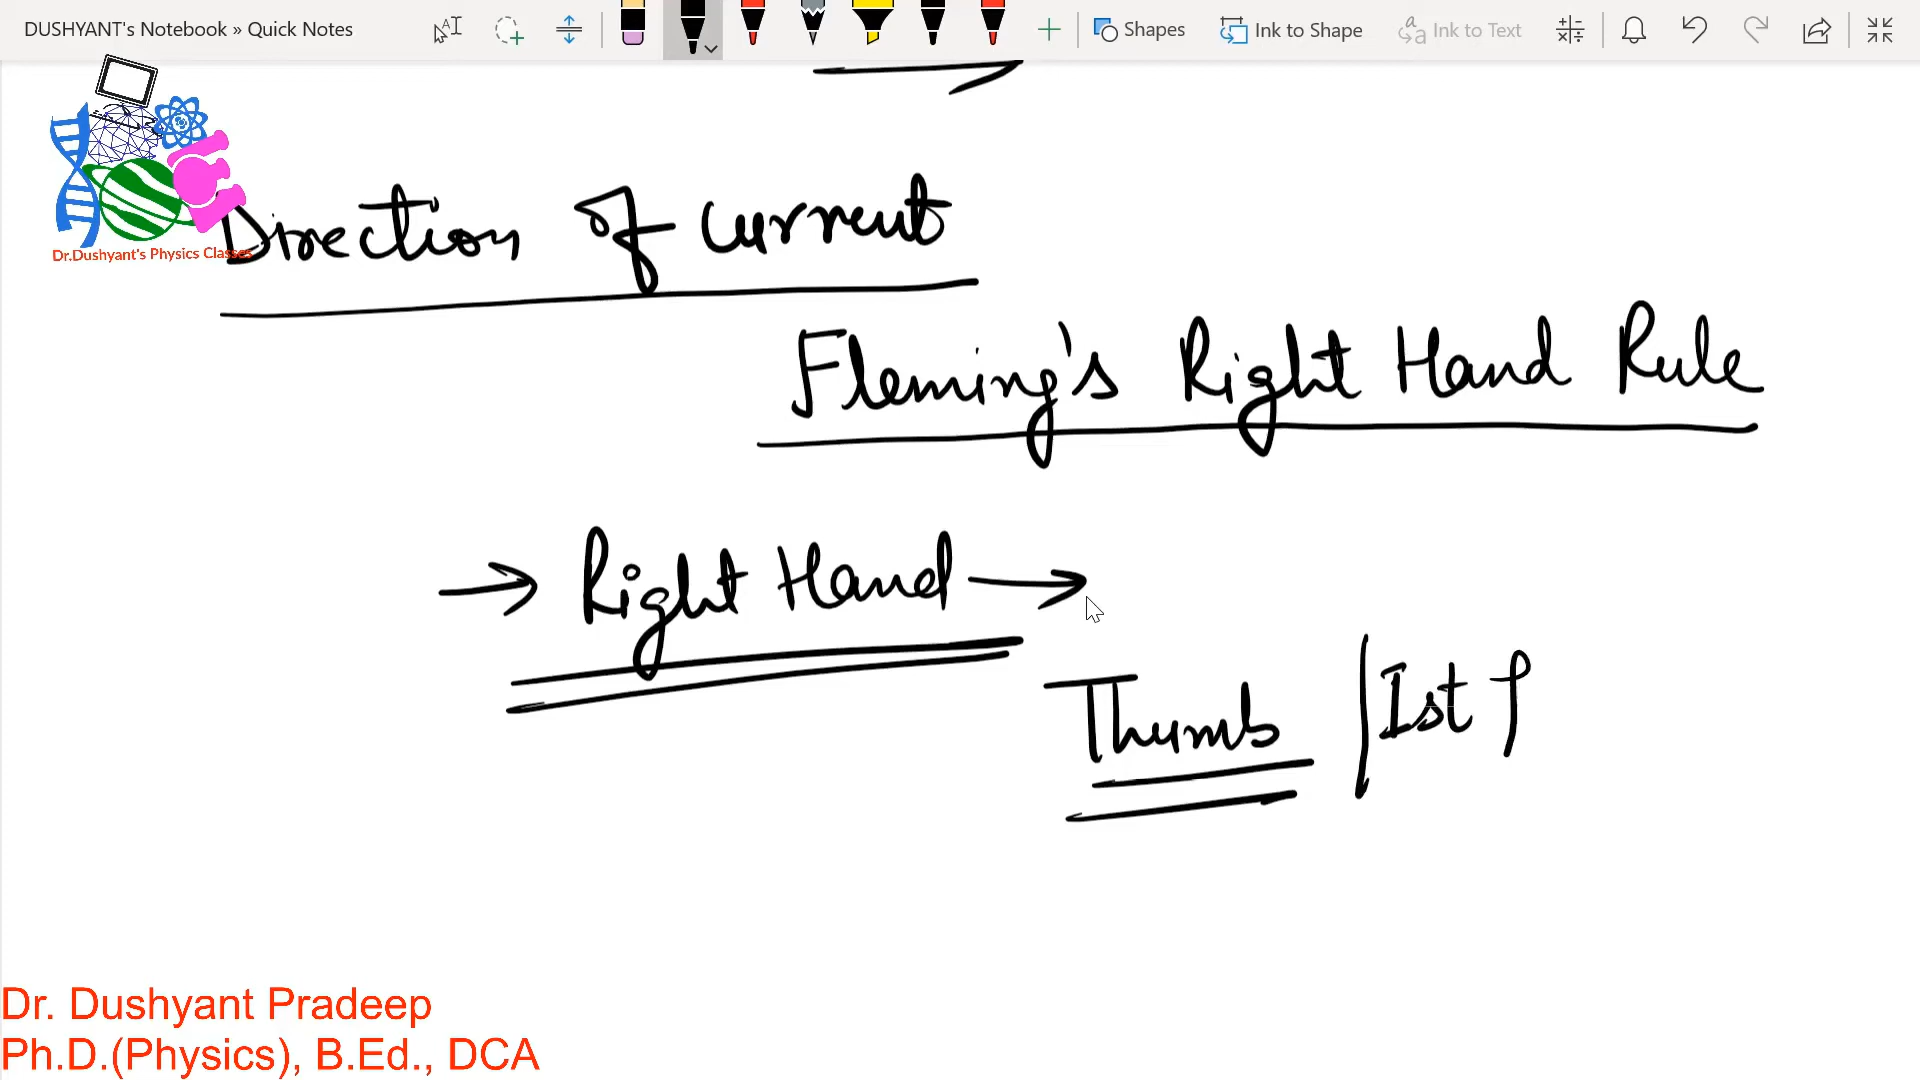 DUSHYANT's Notebook » Quick Notes
Shapes
Ink to Shape
Ink to Text
Dr.Dushyant's Physics Classes
Direction of current
Fleming's Right Hand Rule
→ Right Hand →
Thumb | Ist
Dr. Dushyant Pradeep
Ph.D.(Physics), B.Ed., DCA